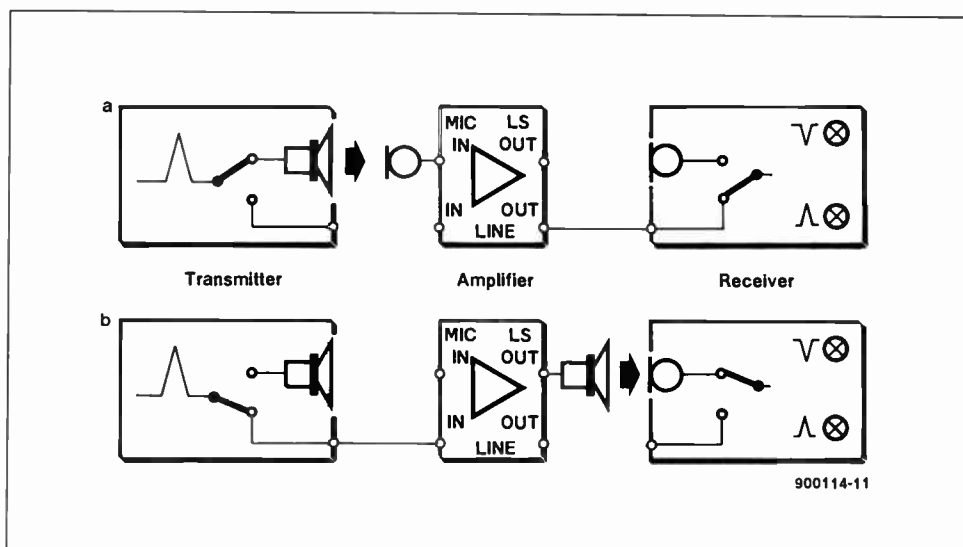 a
MIC LS
IN OUT
IN OUT
LINE
Transmitter Amplifier Receiver
b
MIC LS
IN OUT
IN OUT
LINE
900114-11